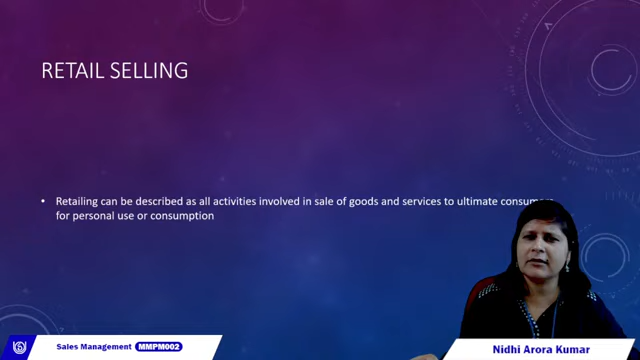 RETAIL SELLING
• Retailing can be described as all activities involved in sale of goods and services to ultimate
for personal use or consumption
Sales Management MMPM002
Nidhi Arora Kumar